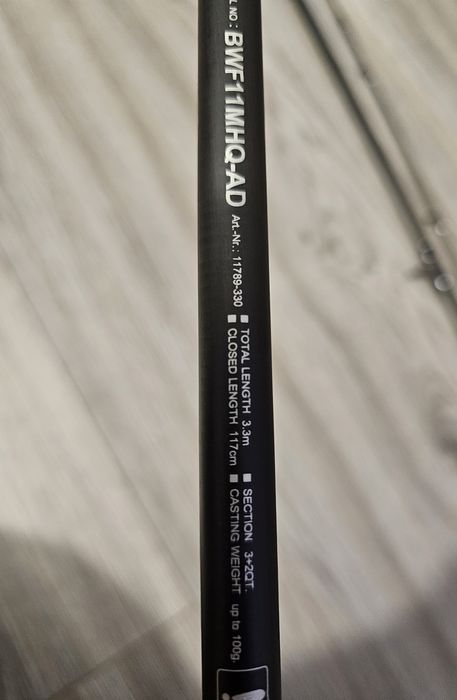 NO : BWF11MHQ-AD Art.-Nr.: 11789-330
■ TOTAL LENGTH 3.3m ■ SECTION 3+2QT.
■ CLOSED LENGTH 117cm ■ CASTING WEIGHT up to 100g.